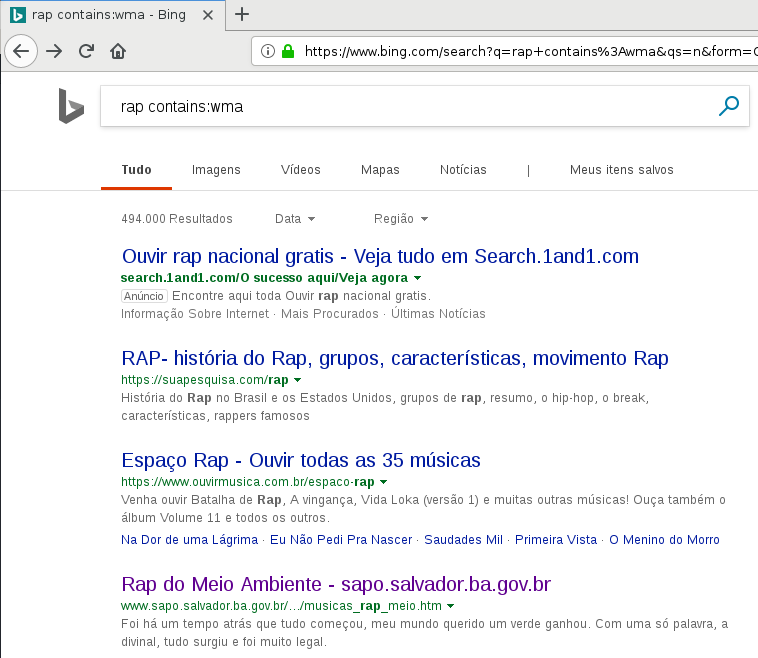 rap contains:wma - Bing
https://www.bing.com/search?q=rap+contains%3Awma&qs=n&form=
rap contains:wma
Tudo Imagens Vídeos Mapas Notícias | Meus itens salvos
494.000 Resultados Data Região
Ouvir rap nacional gratis - Veja tudo em Search.1and1.com
search.1and1.com/O sucesso aqui/Veja agora
Anúncio Encontre aqui toda Ouvir rap nacional gratis.
Informação Sobre Internet · Mais Procurados · Últimas Notícias
RAP- história do Rap, grupos, características, movimento Rap
https://suapesquisa.com/rap
História do Rap no Brasil e os Estados Unidos, grupos de rap, resumo, o hip-hop, o break,
características, rappers famosos
Espaço Rap - Ouvir todas as 35 músicas
https://www.ouvirmusica.com.br/espaco-rap
Venha ouvir Batalha de Rap, A vingança, Vida Loka (versão 1) e muitas outras músicas! Ouça também o
álbum Volume 11 e todos os outros.
Na Dor de uma Lágrima · Eu Não Pedi Pra Nascer · Saudades Mil · Primeira Vista · O Menino do Morro
Rap do Meio Ambiente - sapo.salvador.ba.gov.br
www.sapo.salvador.ba.gov.br/.../musicas_rap_meio.htm
Foi há um tempo atrás que tudo começou, meu mundo querido um verde ganhou. Com uma só palavra, a
divinal, tudo surgiu e foi muito legal.